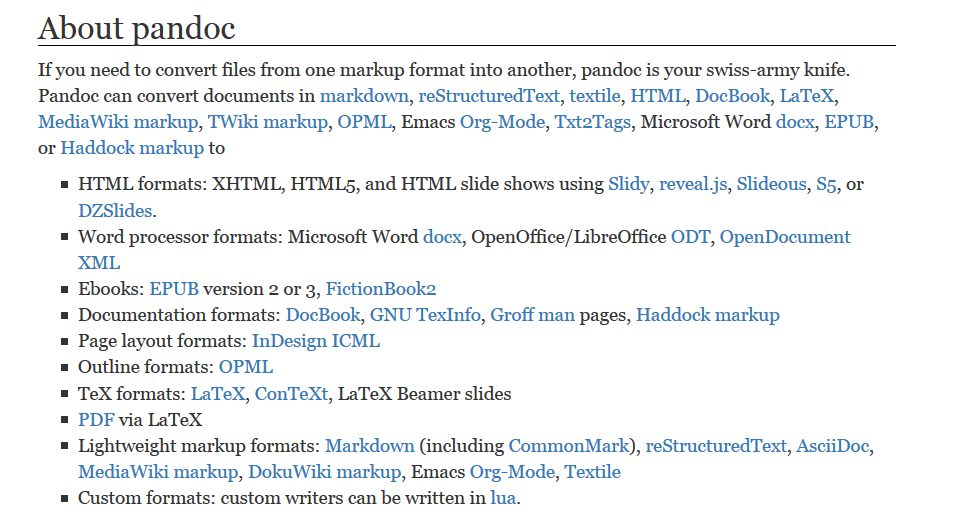 About pandoc
If you need to convert files from one markup format into another, pandoc is your swiss-army knife.
Pandoc can convert documents in markdown, reStructuredText, textile, HTML, DocBook, LaTeX,
MediaWiki markup, TWiki markup, OPML, Emacs Org-Mode, Txt2Tags, Microsoft Word docx, EPUB,
or Haddock markup to
▪ HTML formats: XHTML, HTML5, and HTML slide shows using Slidy, reveal.js, Slideous, S5, or
DZSlides.
▪ Word processor formats: Microsoft Word docx, OpenOffice/LibreOffice ODT, OpenDocument
XML
▪ Ebooks: EPUB version 2 or 3, FictionBook2
▪ Documentation formats: DocBook, GNU TexInfo, Groff man pages, Haddock markup
▪ Page layout formats: InDesign ICML
▪ Outline formats: OPML
▪ TeX formats: LaTeX, ConTeXt, LaTeX Beamer slides
▪ PDF via LaTeX
▪ Lightweight markup formats: Markdown (including CommonMark), reStructuredText, AsciiDoc,
MediaWiki markup, DokuWiki markup, Emacs Org-Mode, Textile
▪ Custom formats: custom writers can be written in lua.